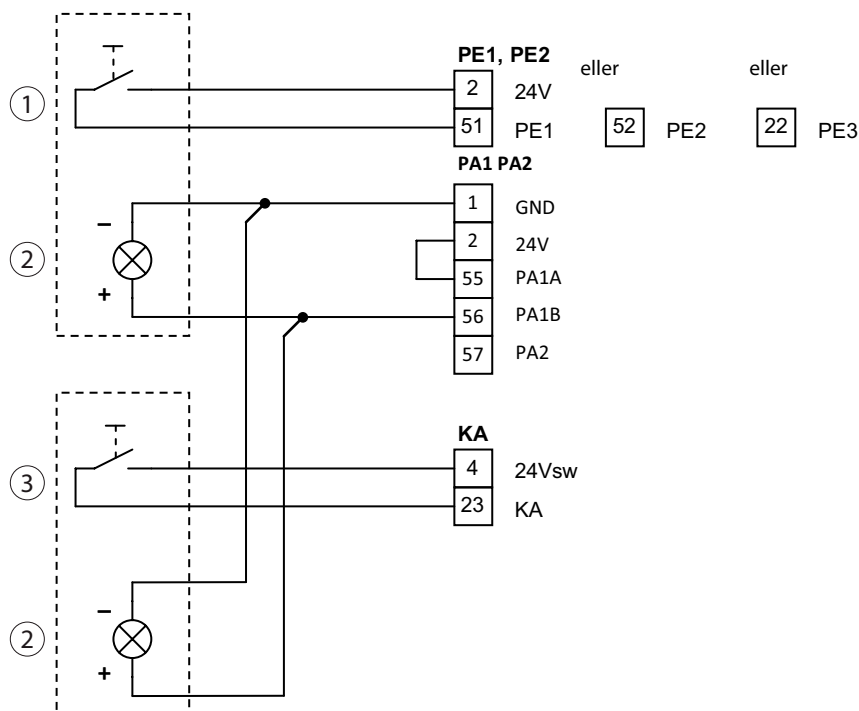 PE1, PE2
eller
eller
1
2
24V
51
PE1
52
PE2
22
PE3
PA1 PA2
1
GND
–
2
24V
2
55
PA1A
+
56
PA1B
57
PA2
KA
3
4
24Vsw
23
KA
–
2
+